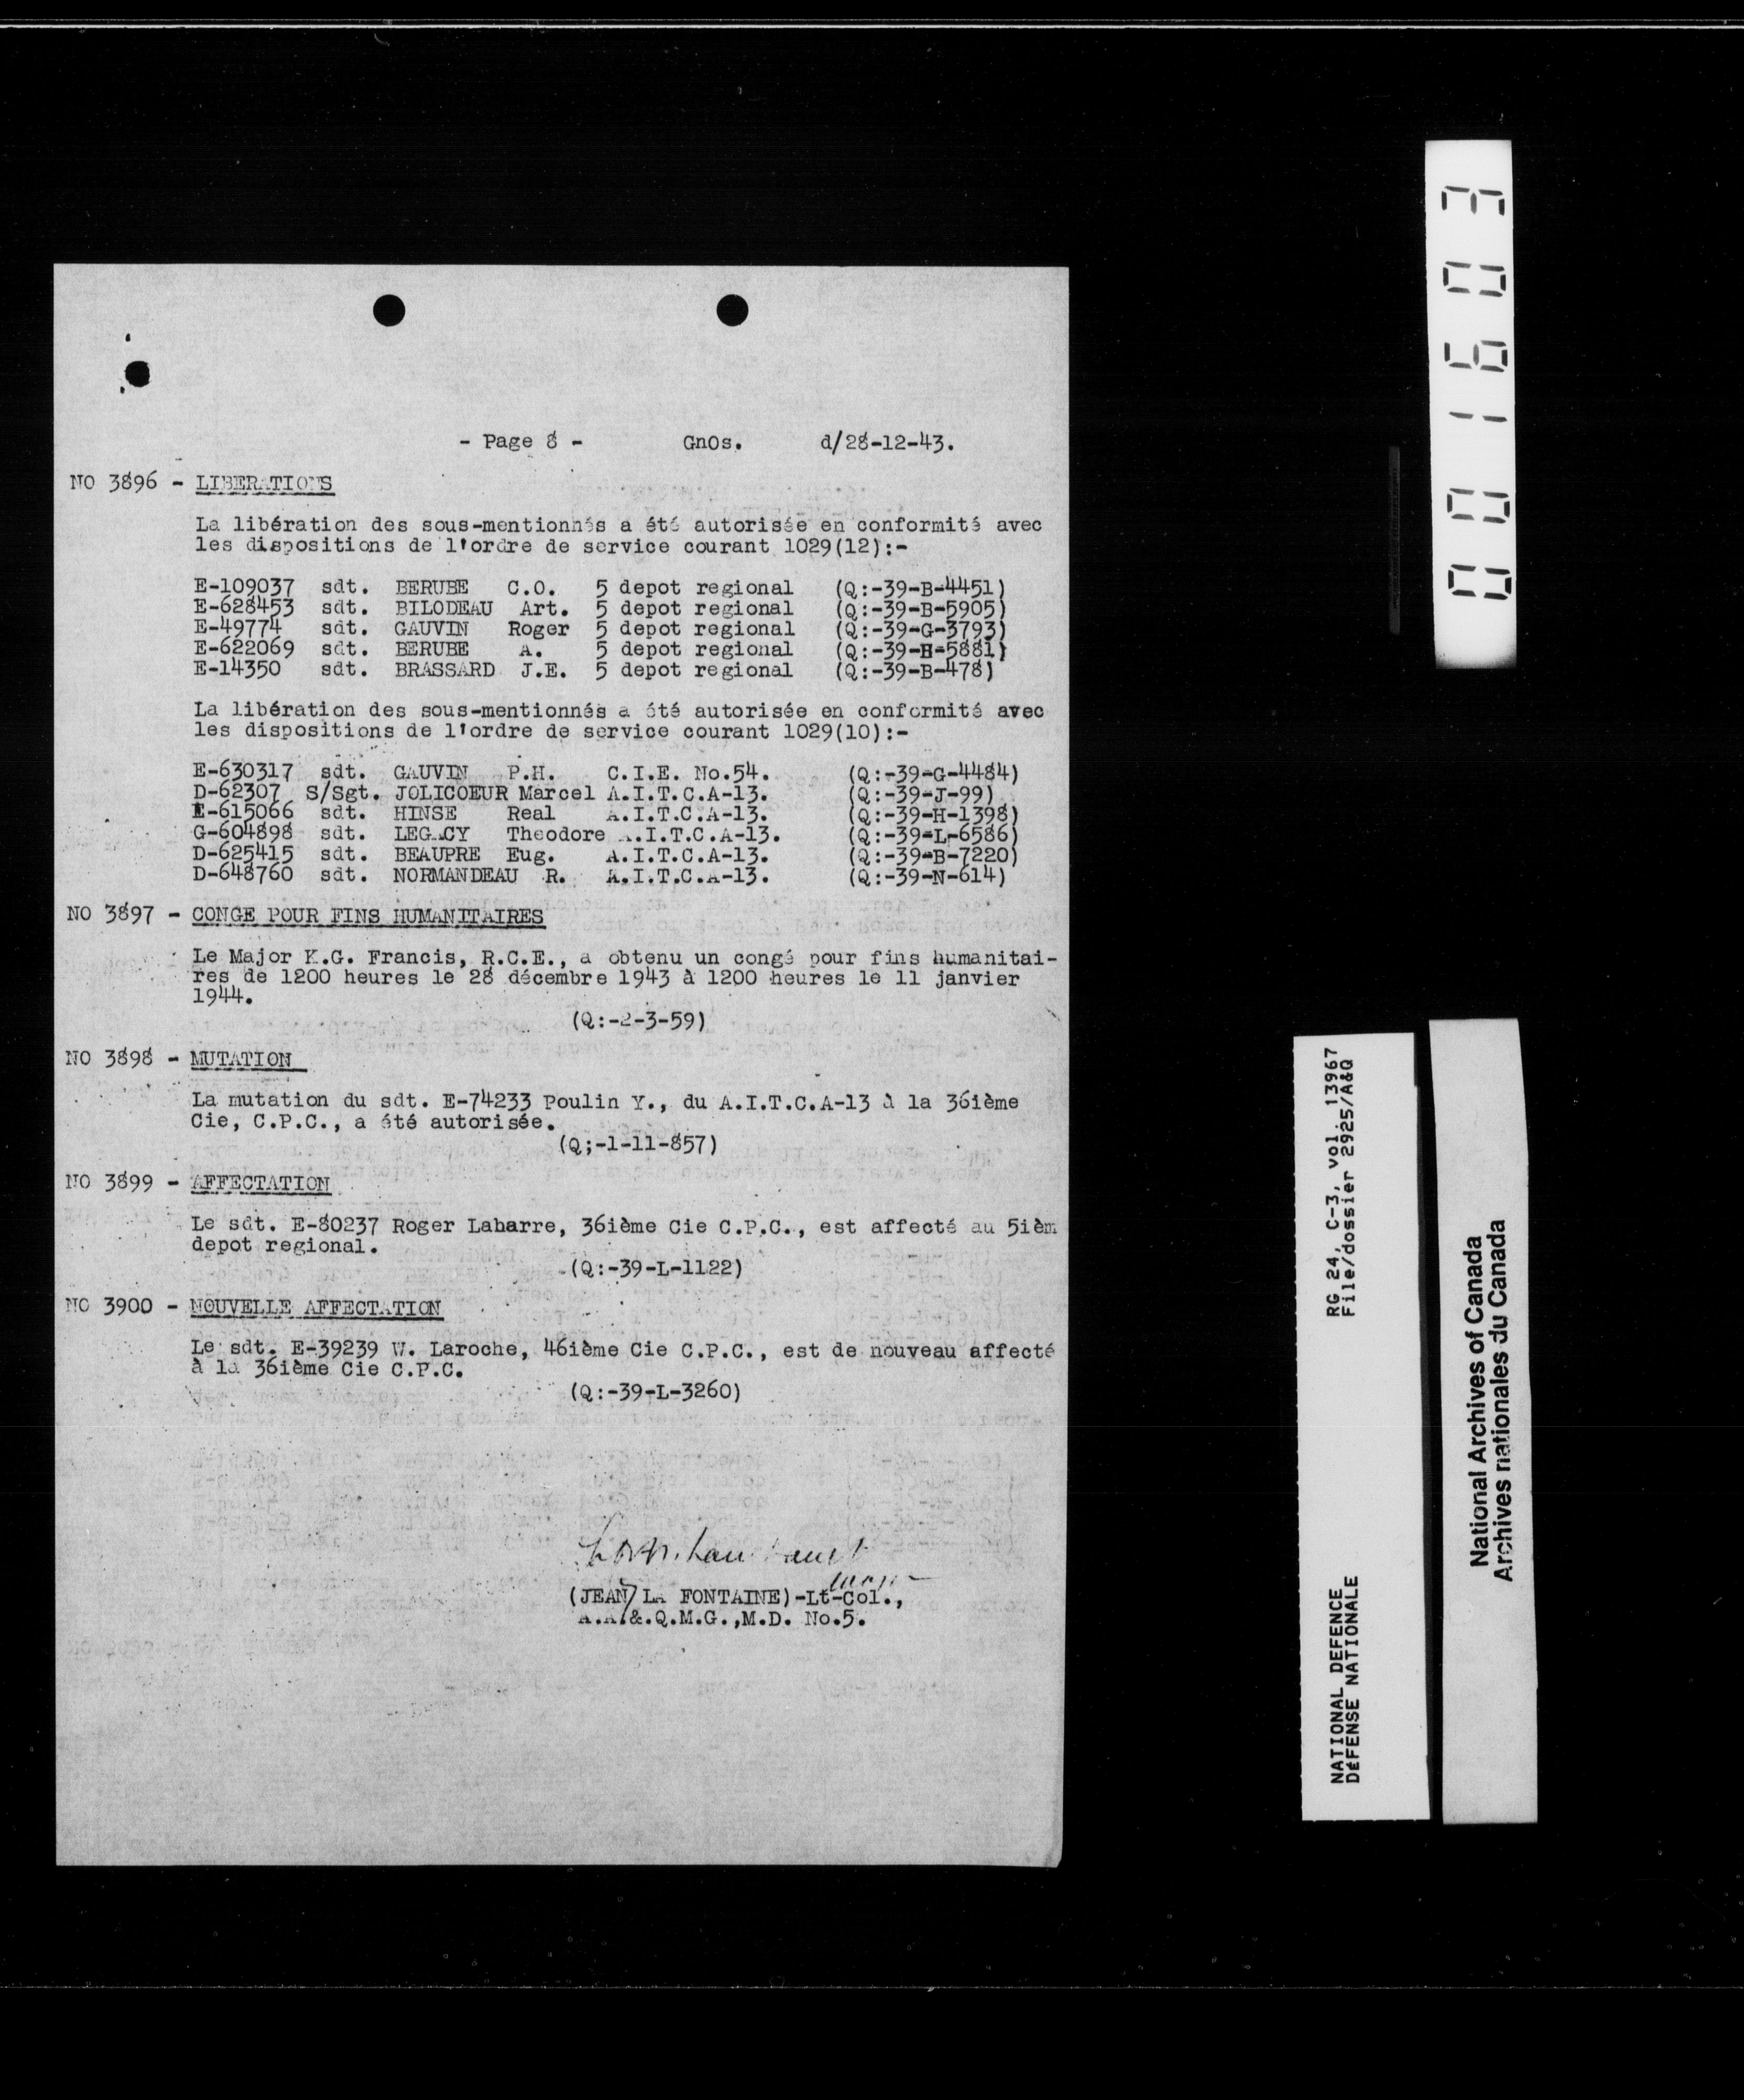 - Page 8 - GnOs. d/28-12-43.
NO 3896 - LIBERATIONS
La libération des sous-mentionnés a été autorisée en conformité avec
les dispositions de l'ordre de service courant 1029(12):-
E-109037 sdt. BERUBE C.O. 5 depot regional (Q:-39-B-4451)
E-628453 sdt. BILODEAU Art. 5 depot regional (Q:-39-B-5905)
E-49774 sdt. GAUVIN Roger 5 depot regional (Q:-39-G-3793)
E-622069 sdt. BERUBE A. 5 depot regional (Q:-39-B-5881)
E-14350 sdt. BRASSARD J.E. 5 depot regional (Q:-39-B-478)
La libération des sous-mentionnés a été autorisée en conformité avec
les dispositions de l'ordre de service courant 1029(10):-
E-630317 sdt. GAUVIN P.H. C.I.E. No.54. (Q:-39-G-4484)
D-62307 S/Sgt. JOLICOEUR Marcel A.I.T.C.A-13. (Q:-39-J-99)
E-615066 sdt. HINSE Real A.I.T.C.A-13. (Q:-39-H-1398)
G-604898 sdt. LEGACY Theodore A.I.T.C.A-13. (Q:-39-L-6586)
D-625415 sdt. BEAUPRE Eug. A.I.T.C.A-13. (Q:-39-B-7220)
D-648760 sdt. NORMANDEAU R. A.I.T.C.A-13. (Q:-39-N-614)
NO 3897 - CONGE POUR FINS HUMANITAIRES
Le Major K.G. Francis, R.C.E., a obtenu un congé pour fins humanitai-
res de 1200 heures le 28 décembre 1943 à 1200 heures le 11 janvier
1944.
(Q:-2-3-59)
NO 3898 - MUTATION
La mutation du sdt. E-74233 Poulin Y., du A.I.T.C.A-13 à la 36ième
Cie, C.P.C., a été autorisée.
(Q;-1-11-857)
NO 3899 - AFFECTATION
Le sdt. E-80237 Roger Labarre, 36ième Cie C.P.C., est affecté au 5ièm
depot regional.
(Q:-39-L-1122)
NO 3900 - NOUVELLE AFFECTATION
Le sdt. E-39239 W. Laroche, 46ième Cie C.P.C., est de nouveau affecté
à la 36ième Cie C.P.C.
(Q:-39-L-3260)
(JEAN LA FONTAINE)-Lt-Col.,
A.A.&.Q.M.G.,M.D. No.5.
001603
RG 24, C-3, vol. 13967
File/dossier 2925/A&Q
NATIONAL DEFENCE
DÉFENSE NATIONALE
National Archives of Canada
Archives nationales du Canada